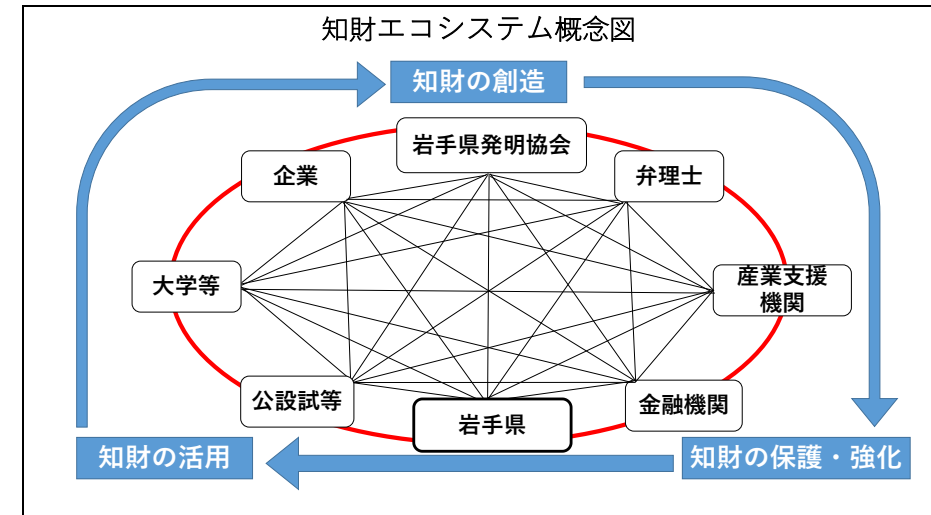 知財エコシステム概念図
知財の創造
岩手県発明協会
企業
弁理士
大学等
産業支援
機関
公設試等
金融機関
岩手県
知財の活用
知財の保護・強化